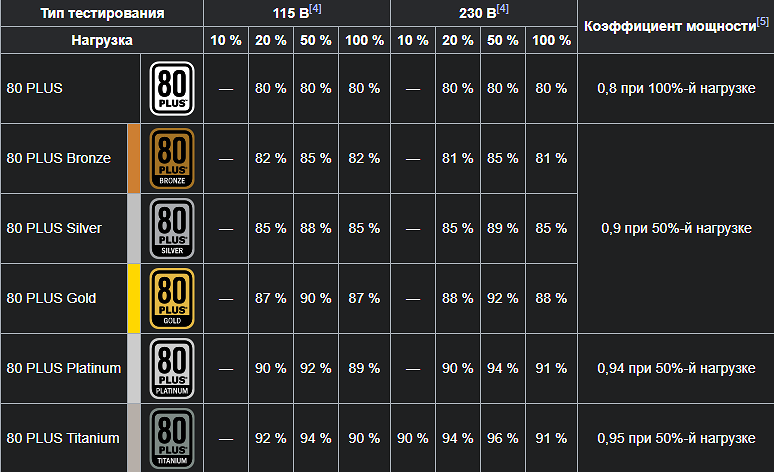 Тип тестирования 115 В[4] 230 В[4] Коэффициент мощности[5]
Нагрузка 10 % 20 % 50 % 100 % 10 % 20 % 50 % 100 %
80 PLUS 80 PLUS — 80 % 80 % 80 % — 80 % 80 % 80 % 0,8 при 100%-й нагрузке
80 PLUS Bronze 80 PLUS BRONZE — 82 % 85 % 82 % — 81 % 85 % 81 %
80 PLUS Silver 80 PLUS SILVER — 85 % 88 % 85 % — 85 % 89 % 85 % 0,9 при 50%-й нагрузке
80 PLUS Gold 80 PLUS GOLD — 87 % 90 % 87 % — 88 % 92 % 88 %
80 PLUS Platinum 80 PLUS PLATINUM — 90 % 92 % 89 % — 90 % 94 % 91 % 0,94 при 50%-й нагрузке
80 PLUS Titanium 80 PLUS TITANIUM — 92 % 94 % 90 % 90 % 94 % 96 % 91 % 0,95 при 50%-й нагрузке